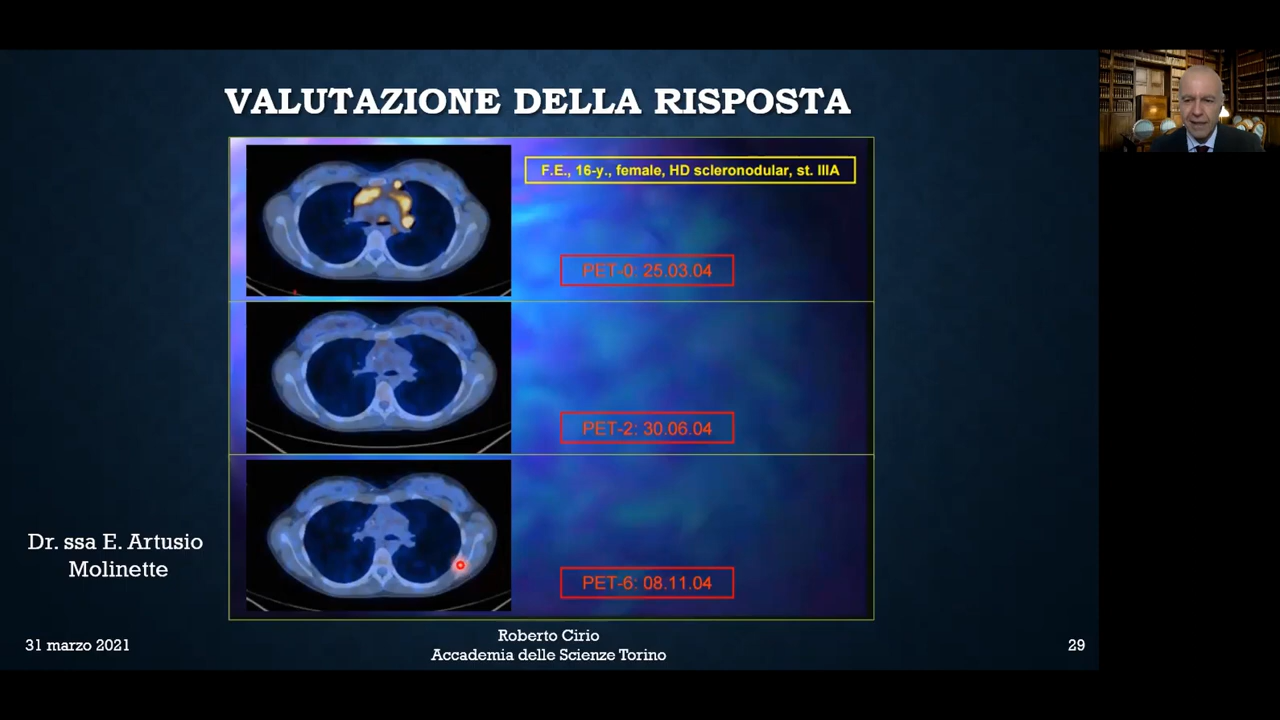 VALUTAZIONE DELLA RISPOSTA
F.E., 16-y., female, HD scleronodular, st. IIIA
PET-0: 25.03.04
PET-2: 30.06.04
PET-6: 08.11.04
Dr. ssa E. Artusio
Molinette
31 marzo 2021
Roberto Cirio
Accademia delle Scienze Torino
29